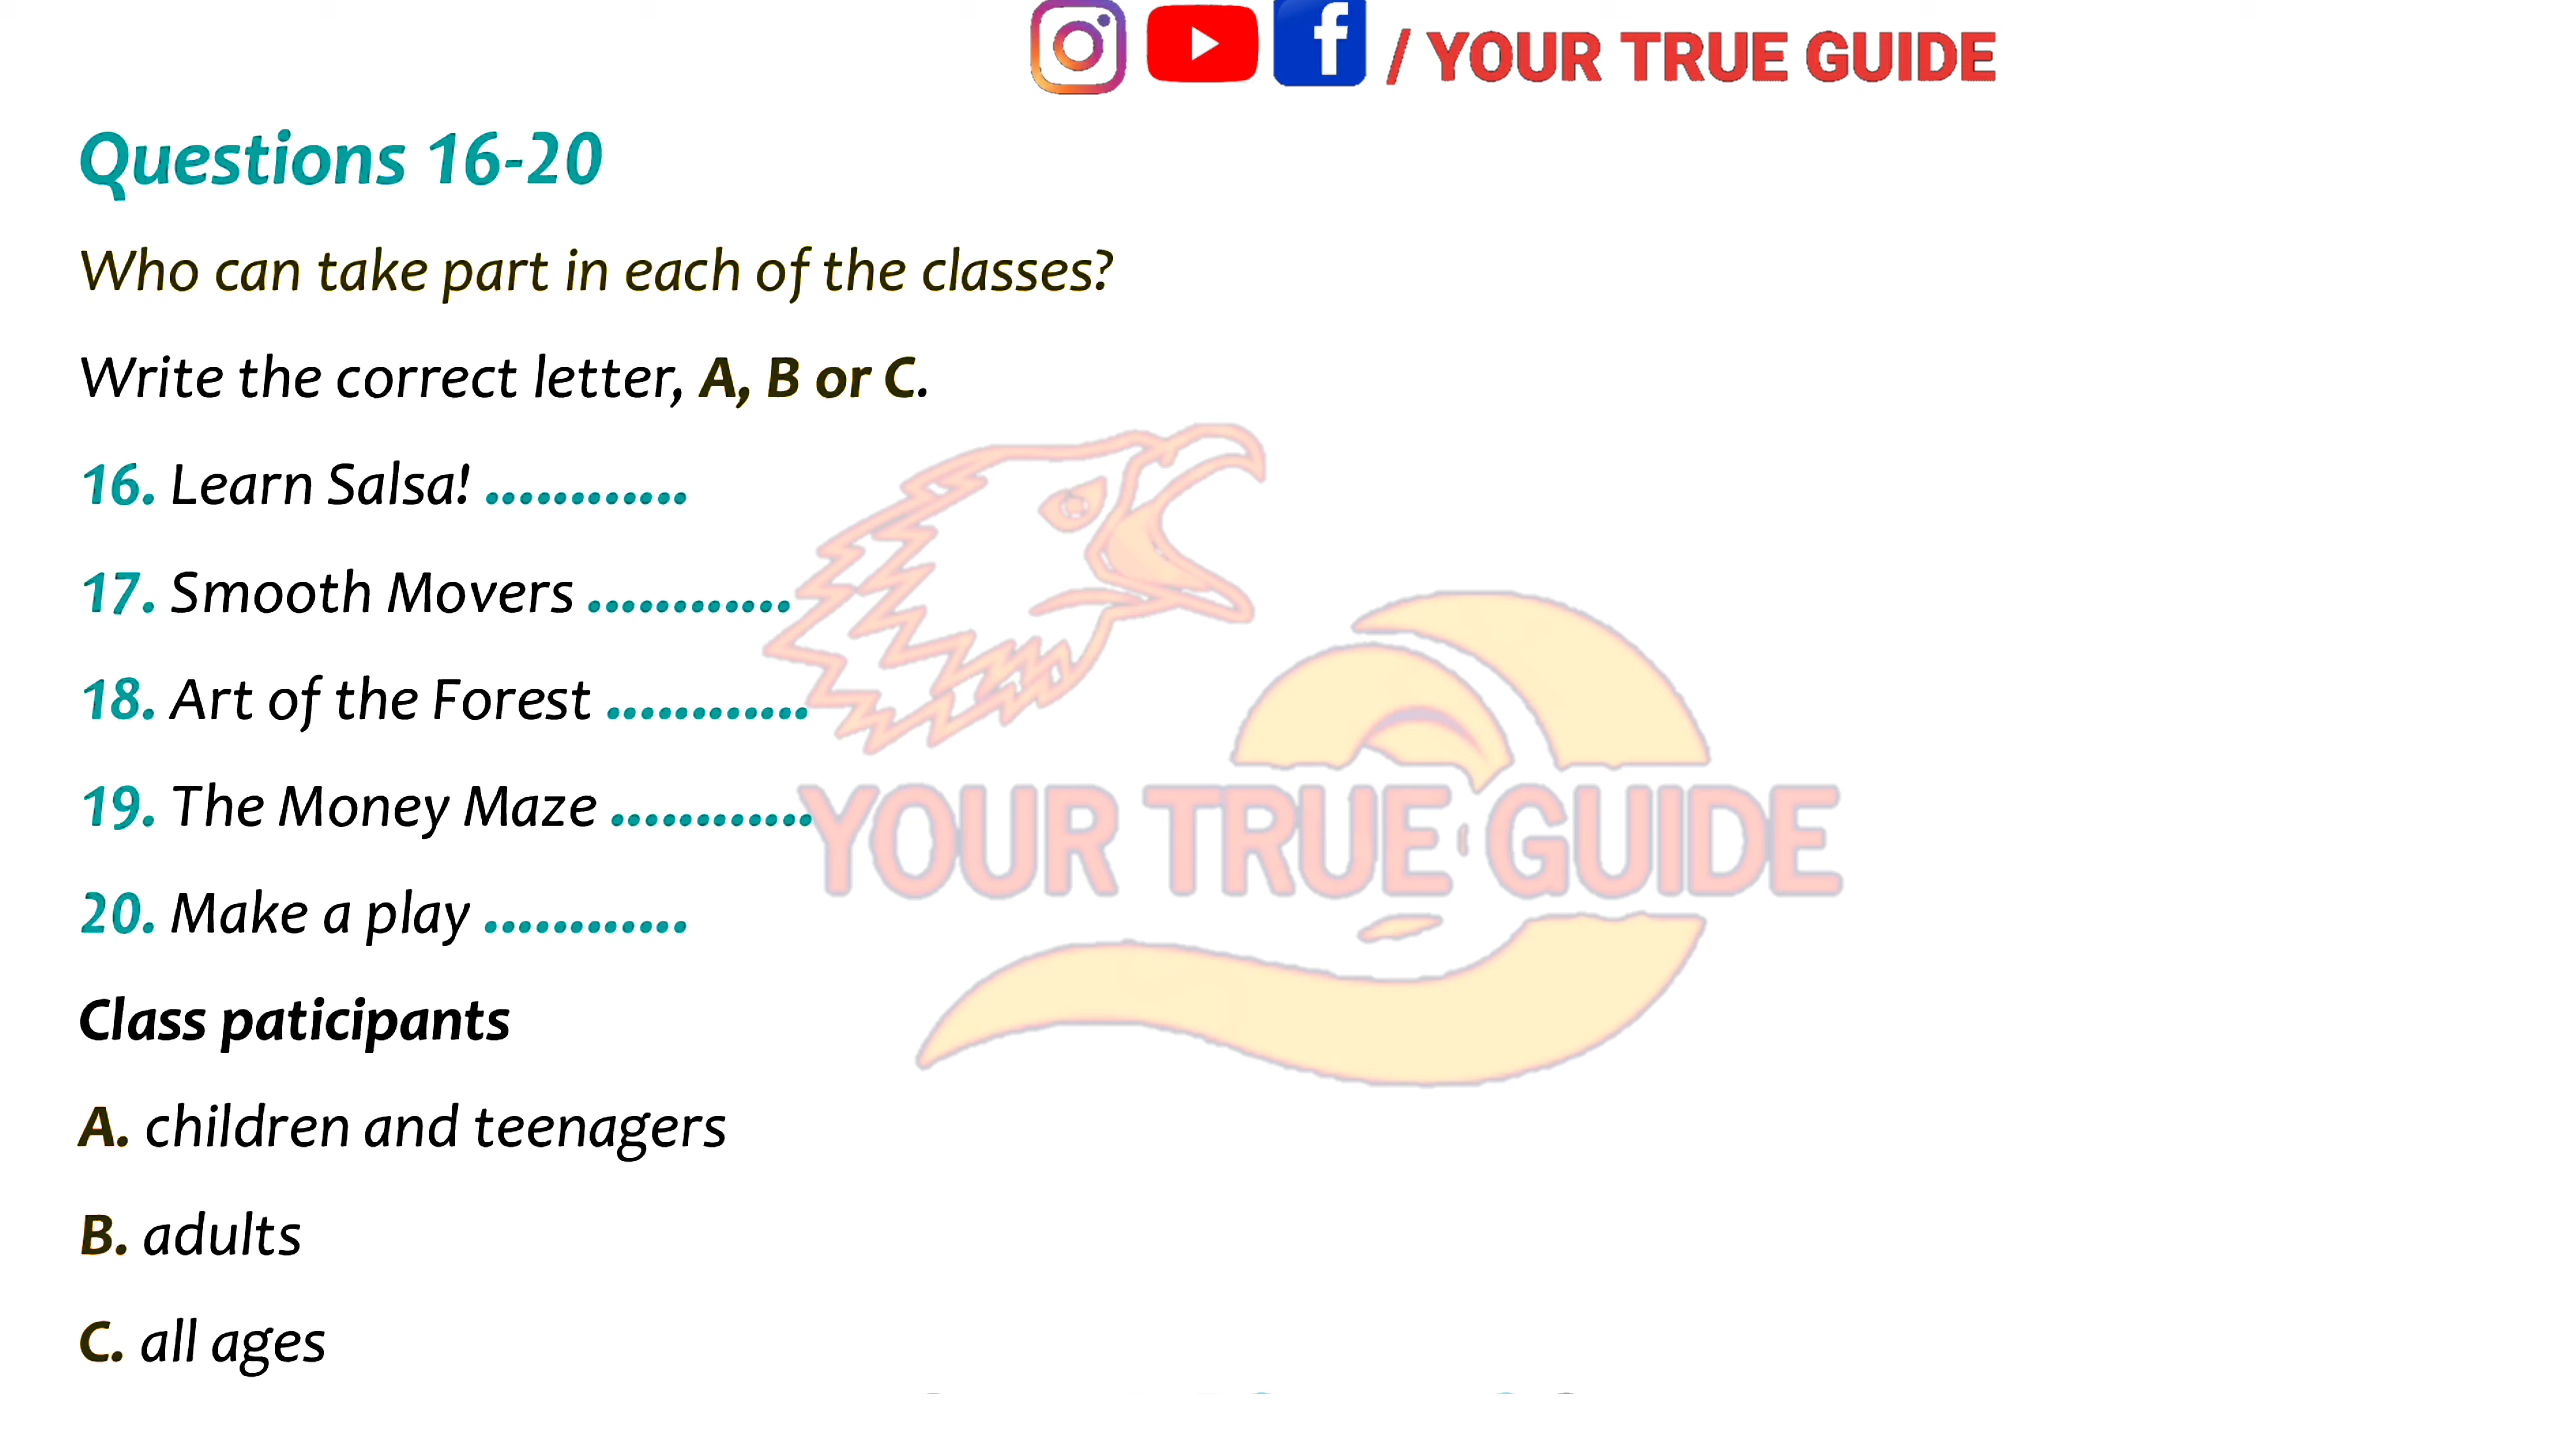 / YOUR TRUE GUIDE
Questions 16-20
Who can take part in each of the classes?
Write the correct letter, A, B or C.
16. Learn Salsa! ............
17. Smooth Movers ............
18. Art of the Forest ............
19. The Money Maze ............
20. Make a play ............
YOUR TRUE GUIDE
Class paticipants
A. children and teenagers
B. adults
C. all ages